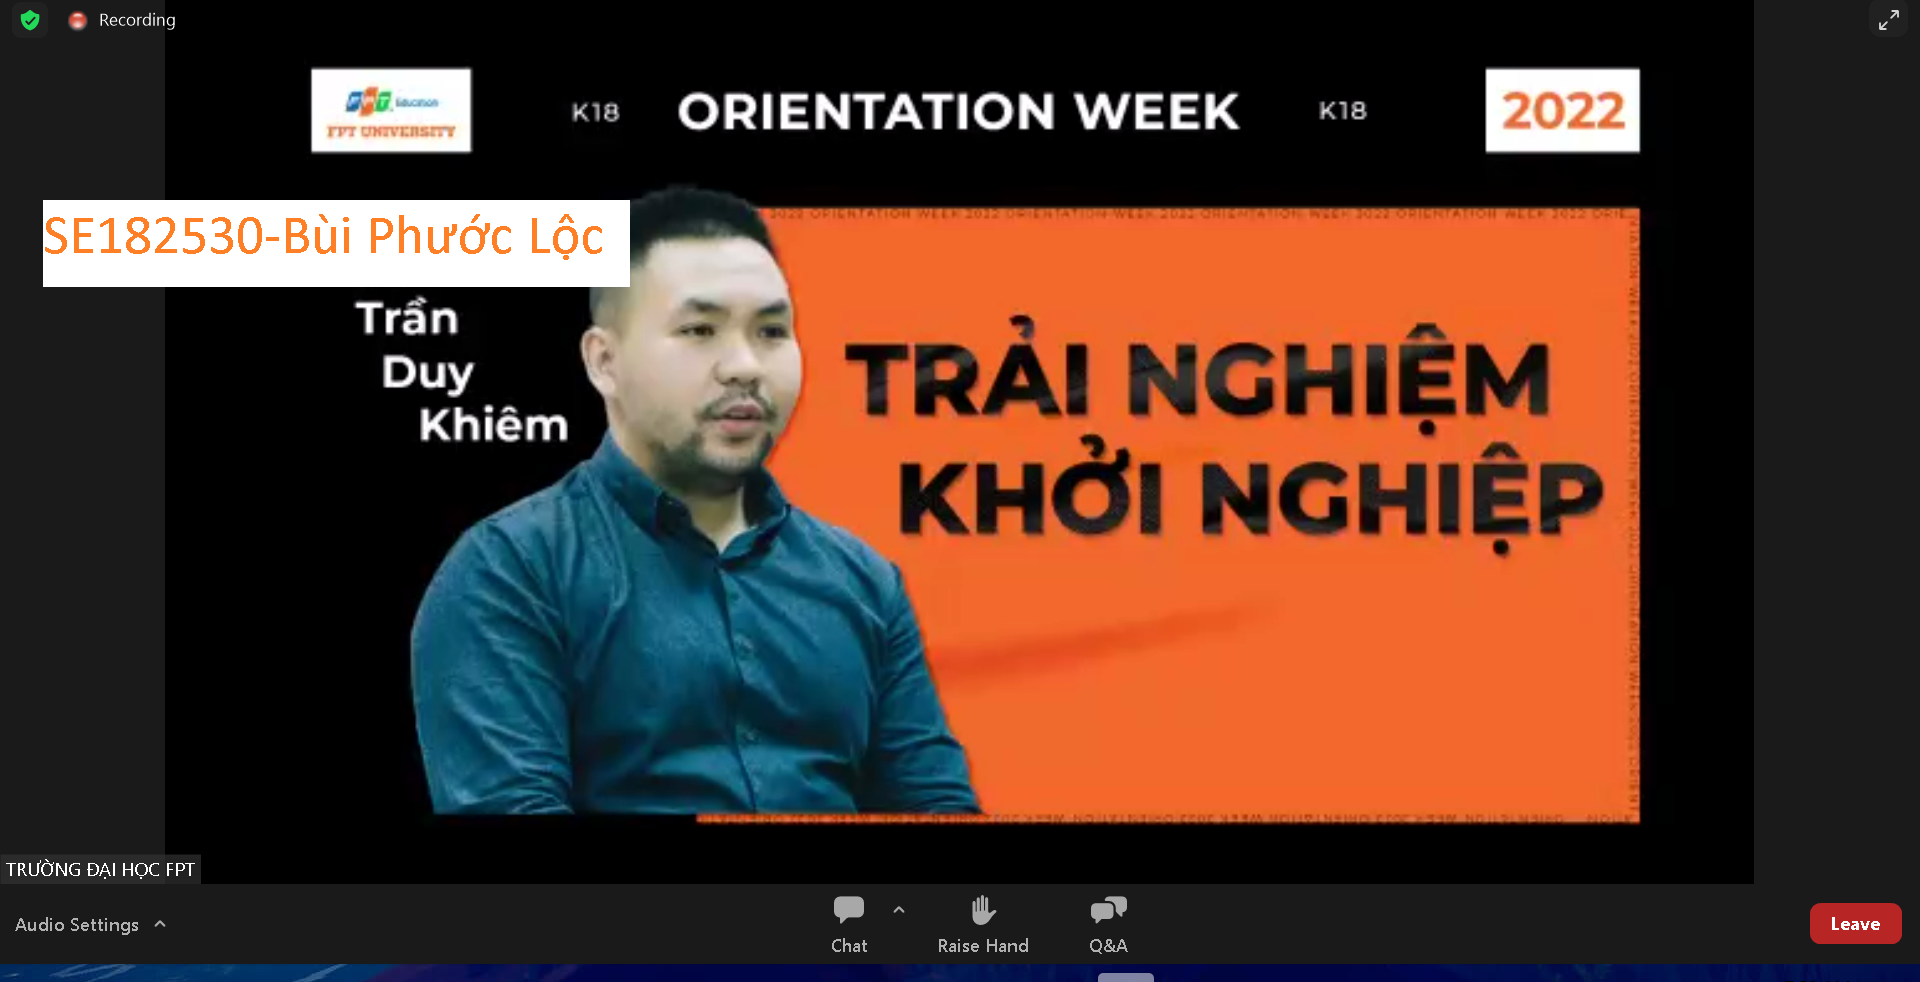 Recording
FPT Education
FPT UNIVERSITY
K18
ORIENTATION WEEK
K18
2022
SE182530-Bùi Phước Lộc
Trần
Duy
Khiêm
TRẢI NGHIỆM
KHỞI NGHIỆP
TRƯỜNG ĐẠI HỌC FPT
Audio Settings
Chat
Raise Hand
Q&A
Leave